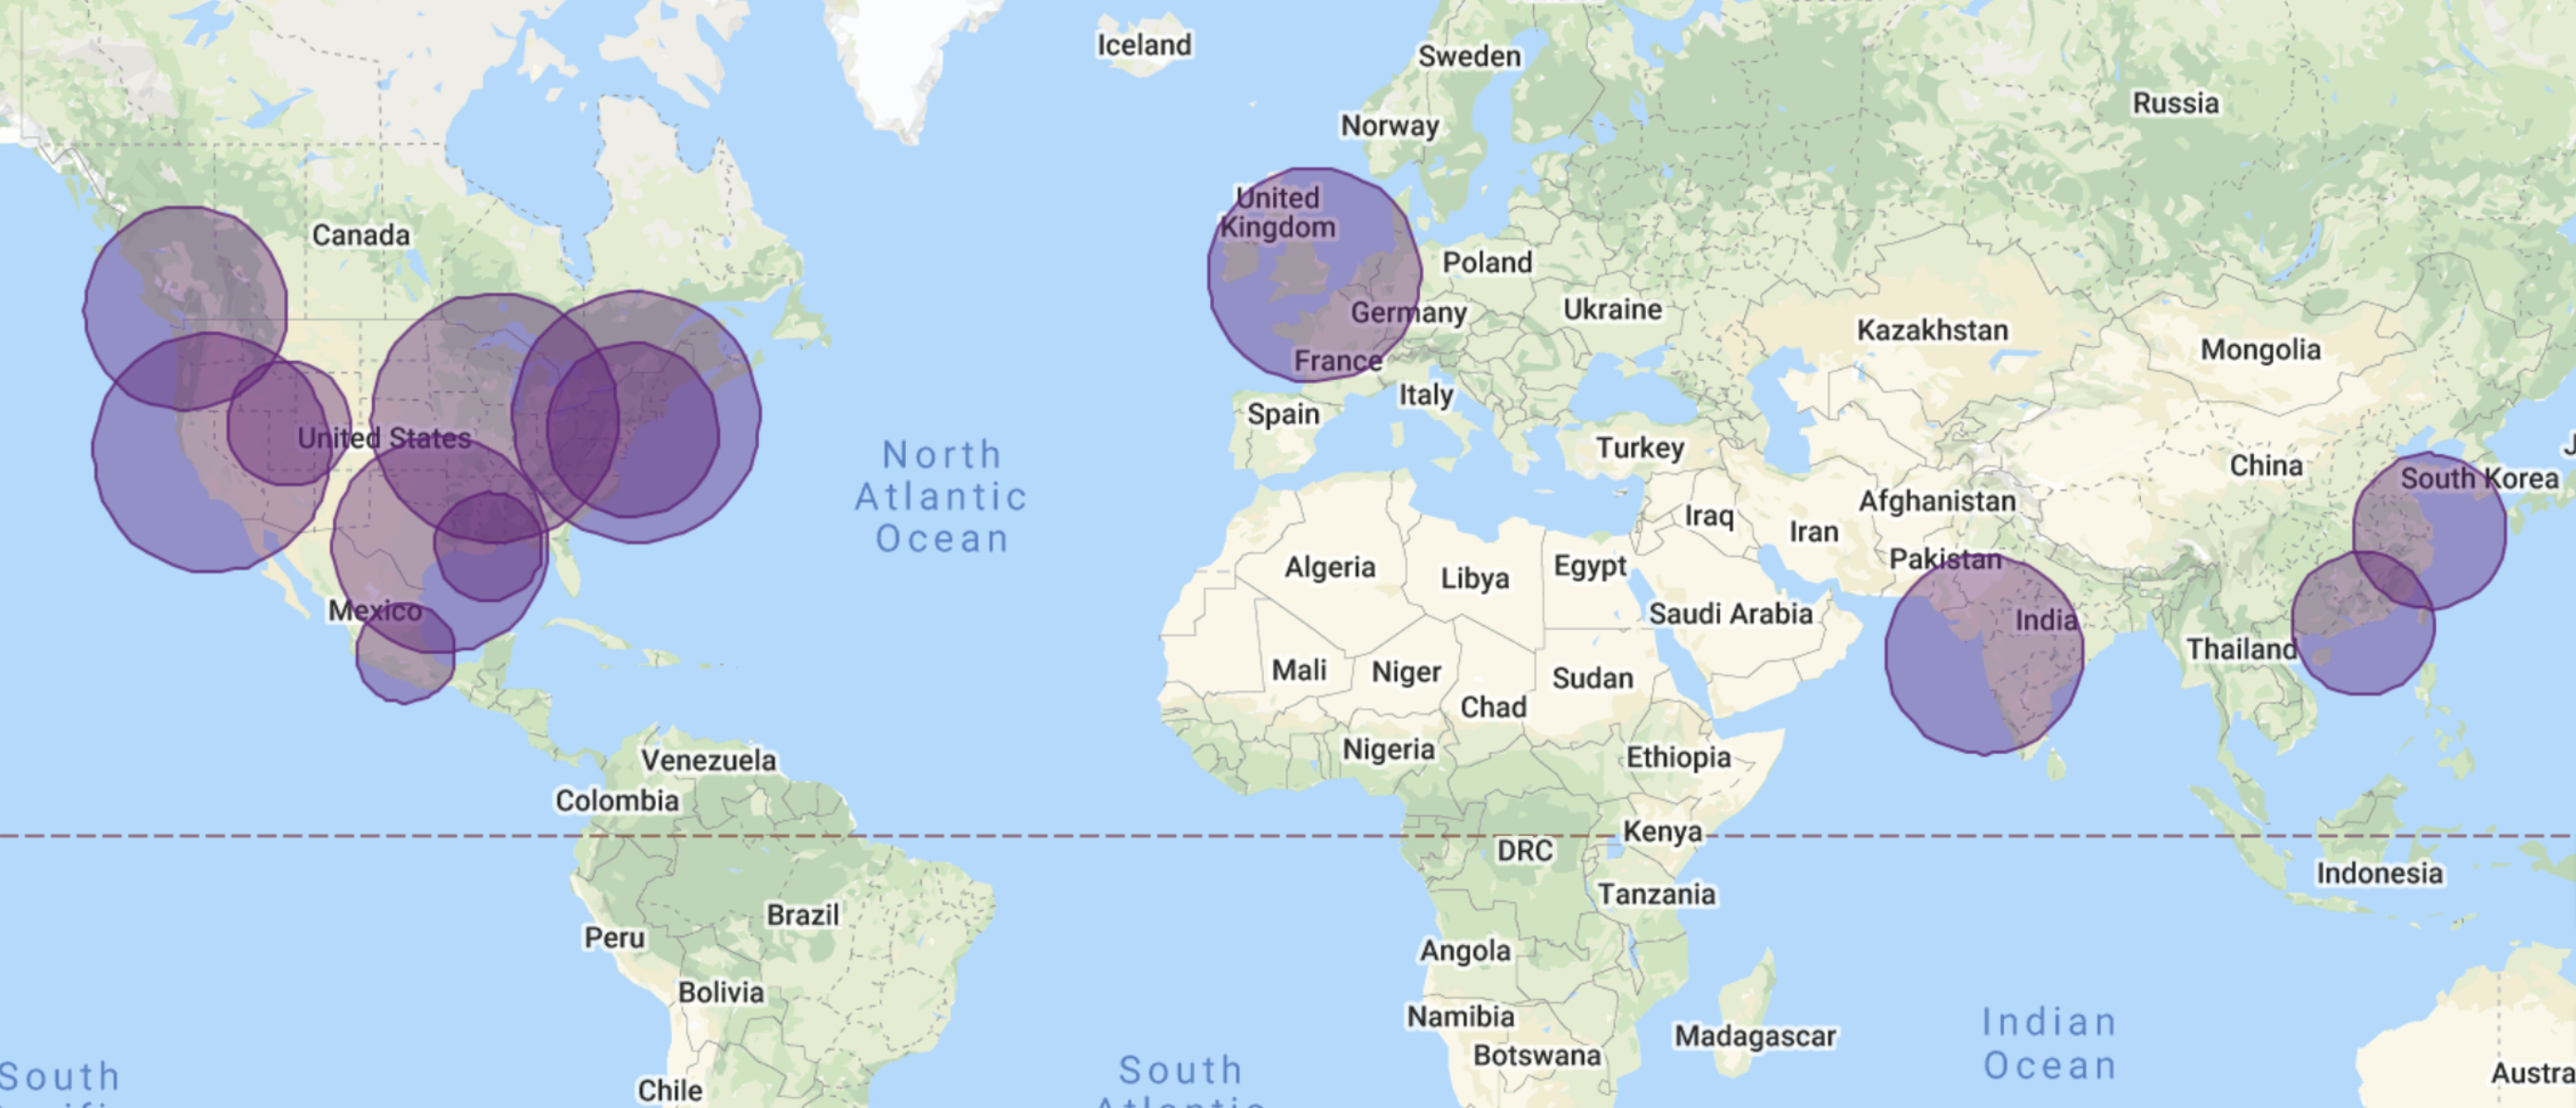 Iceland
Sweden
Norway
Russia
United
Kingdom
Canada
Poland
Germany
Ukraine
Kazakhstan
Mongolia
France
Italy
Spain
United States
Turkey
North
Atlantic
Ocean
China
South Korea
J
Afghanistan
Iraq
Iran
Pakistan
Algeria
Libya
Egypt
Saudi Arabia
India
Mexico
Thailand
Mali
Niger
Sudan
Chad
Nigeria
Ethiopia
Venezuela
Colombia
Kenya
DRC
Indonesia
Tanzania
Brazil
Peru
Angola
Bolivia
Namibia
Madagascar
Indian
Ocean
Botswana
South
South
Austra
Chile